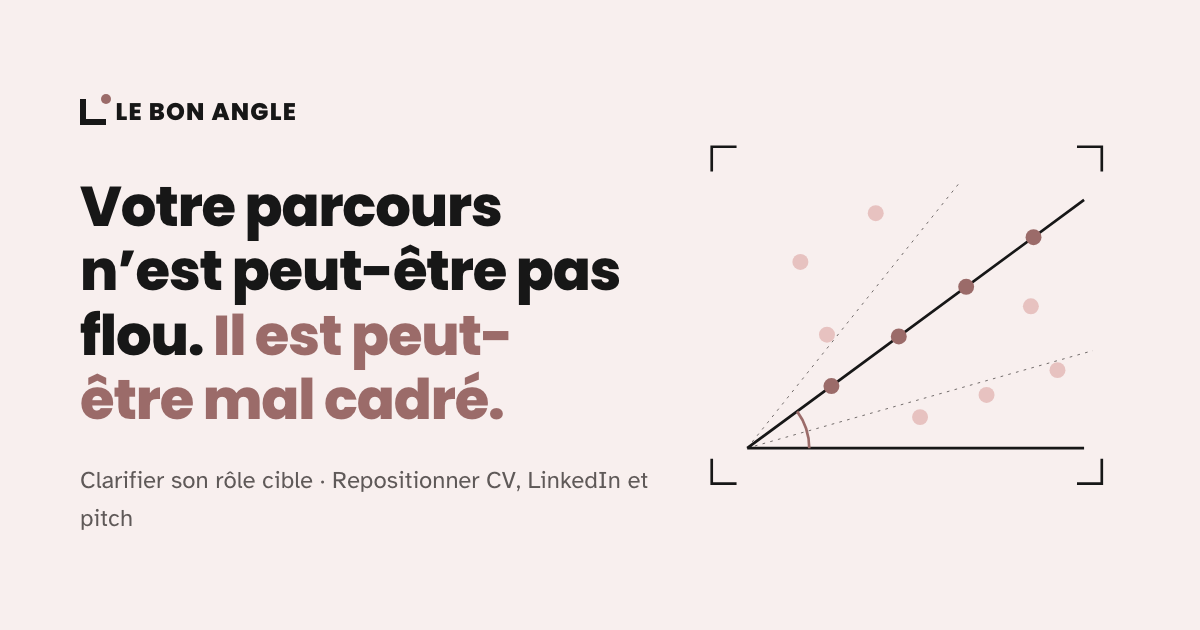 LE BON ANGLE
Votre parcours
n’est peut-être pas
flou. Il est peut-
être mal cadré.
Clarifier son rôle cible · Repositionner CV, LinkedIn et
pitch